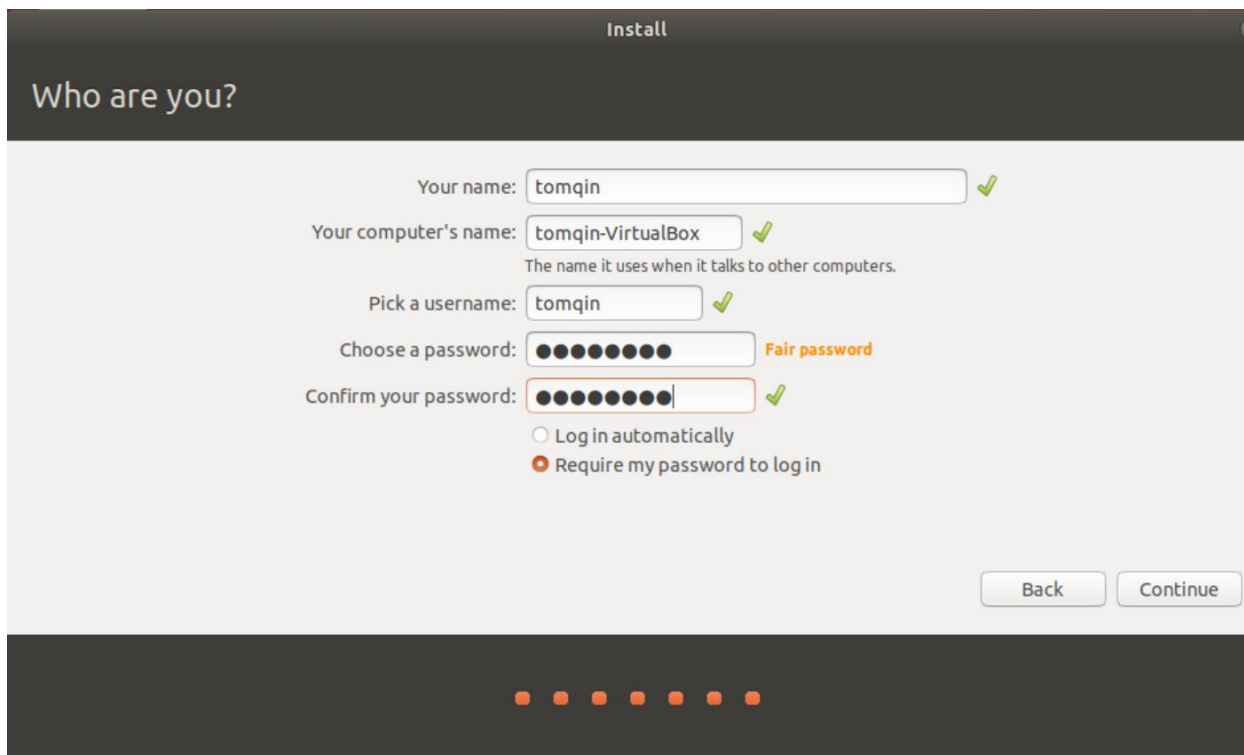 Install
Who are you?
Your name: tomqin
Your computer's name: tomqin-VirtualBox
The name it uses when it talks to other computers.
Pick a username: tomqin
Choose a password: ●●●●●●●● Fair password
Confirm your password: ●●●●●●●●
Log in automatically
Require my password to log in
Back Continue